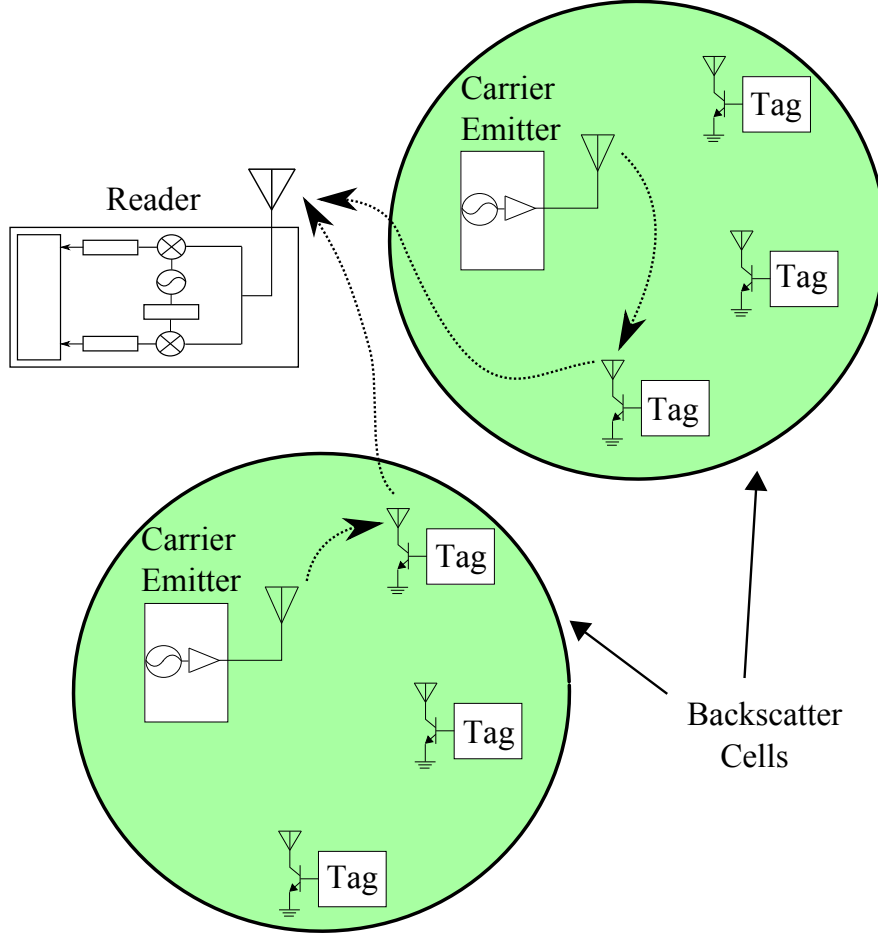 Carrier
Emitter
Tag
Reader
Tag
Tag
Carrier
Emitter
Tag
Tag
Backscatter
Cells
Tag